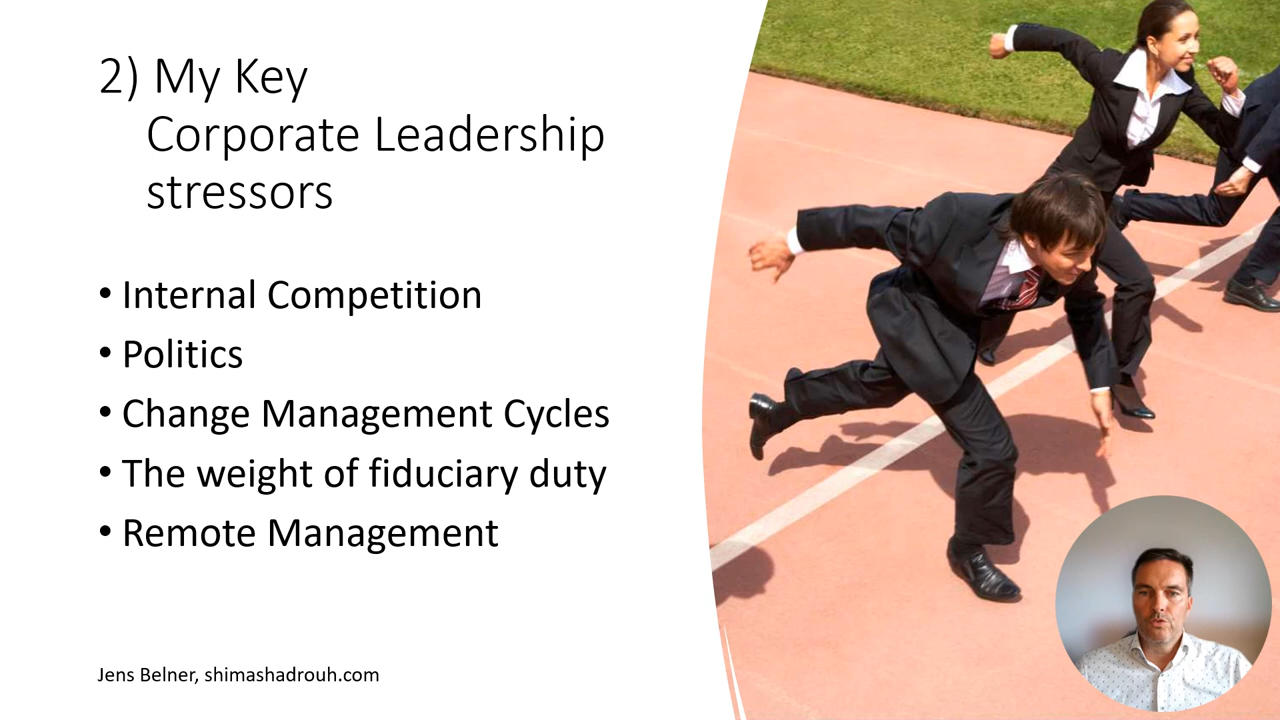 2) My Key
Corporate Leadership
stressors
• Internal Competition
• Politics
• Change Management Cycles
• The weight of fiduciary duty
• Remote Management
Jens Belner, shimashadrouh.com